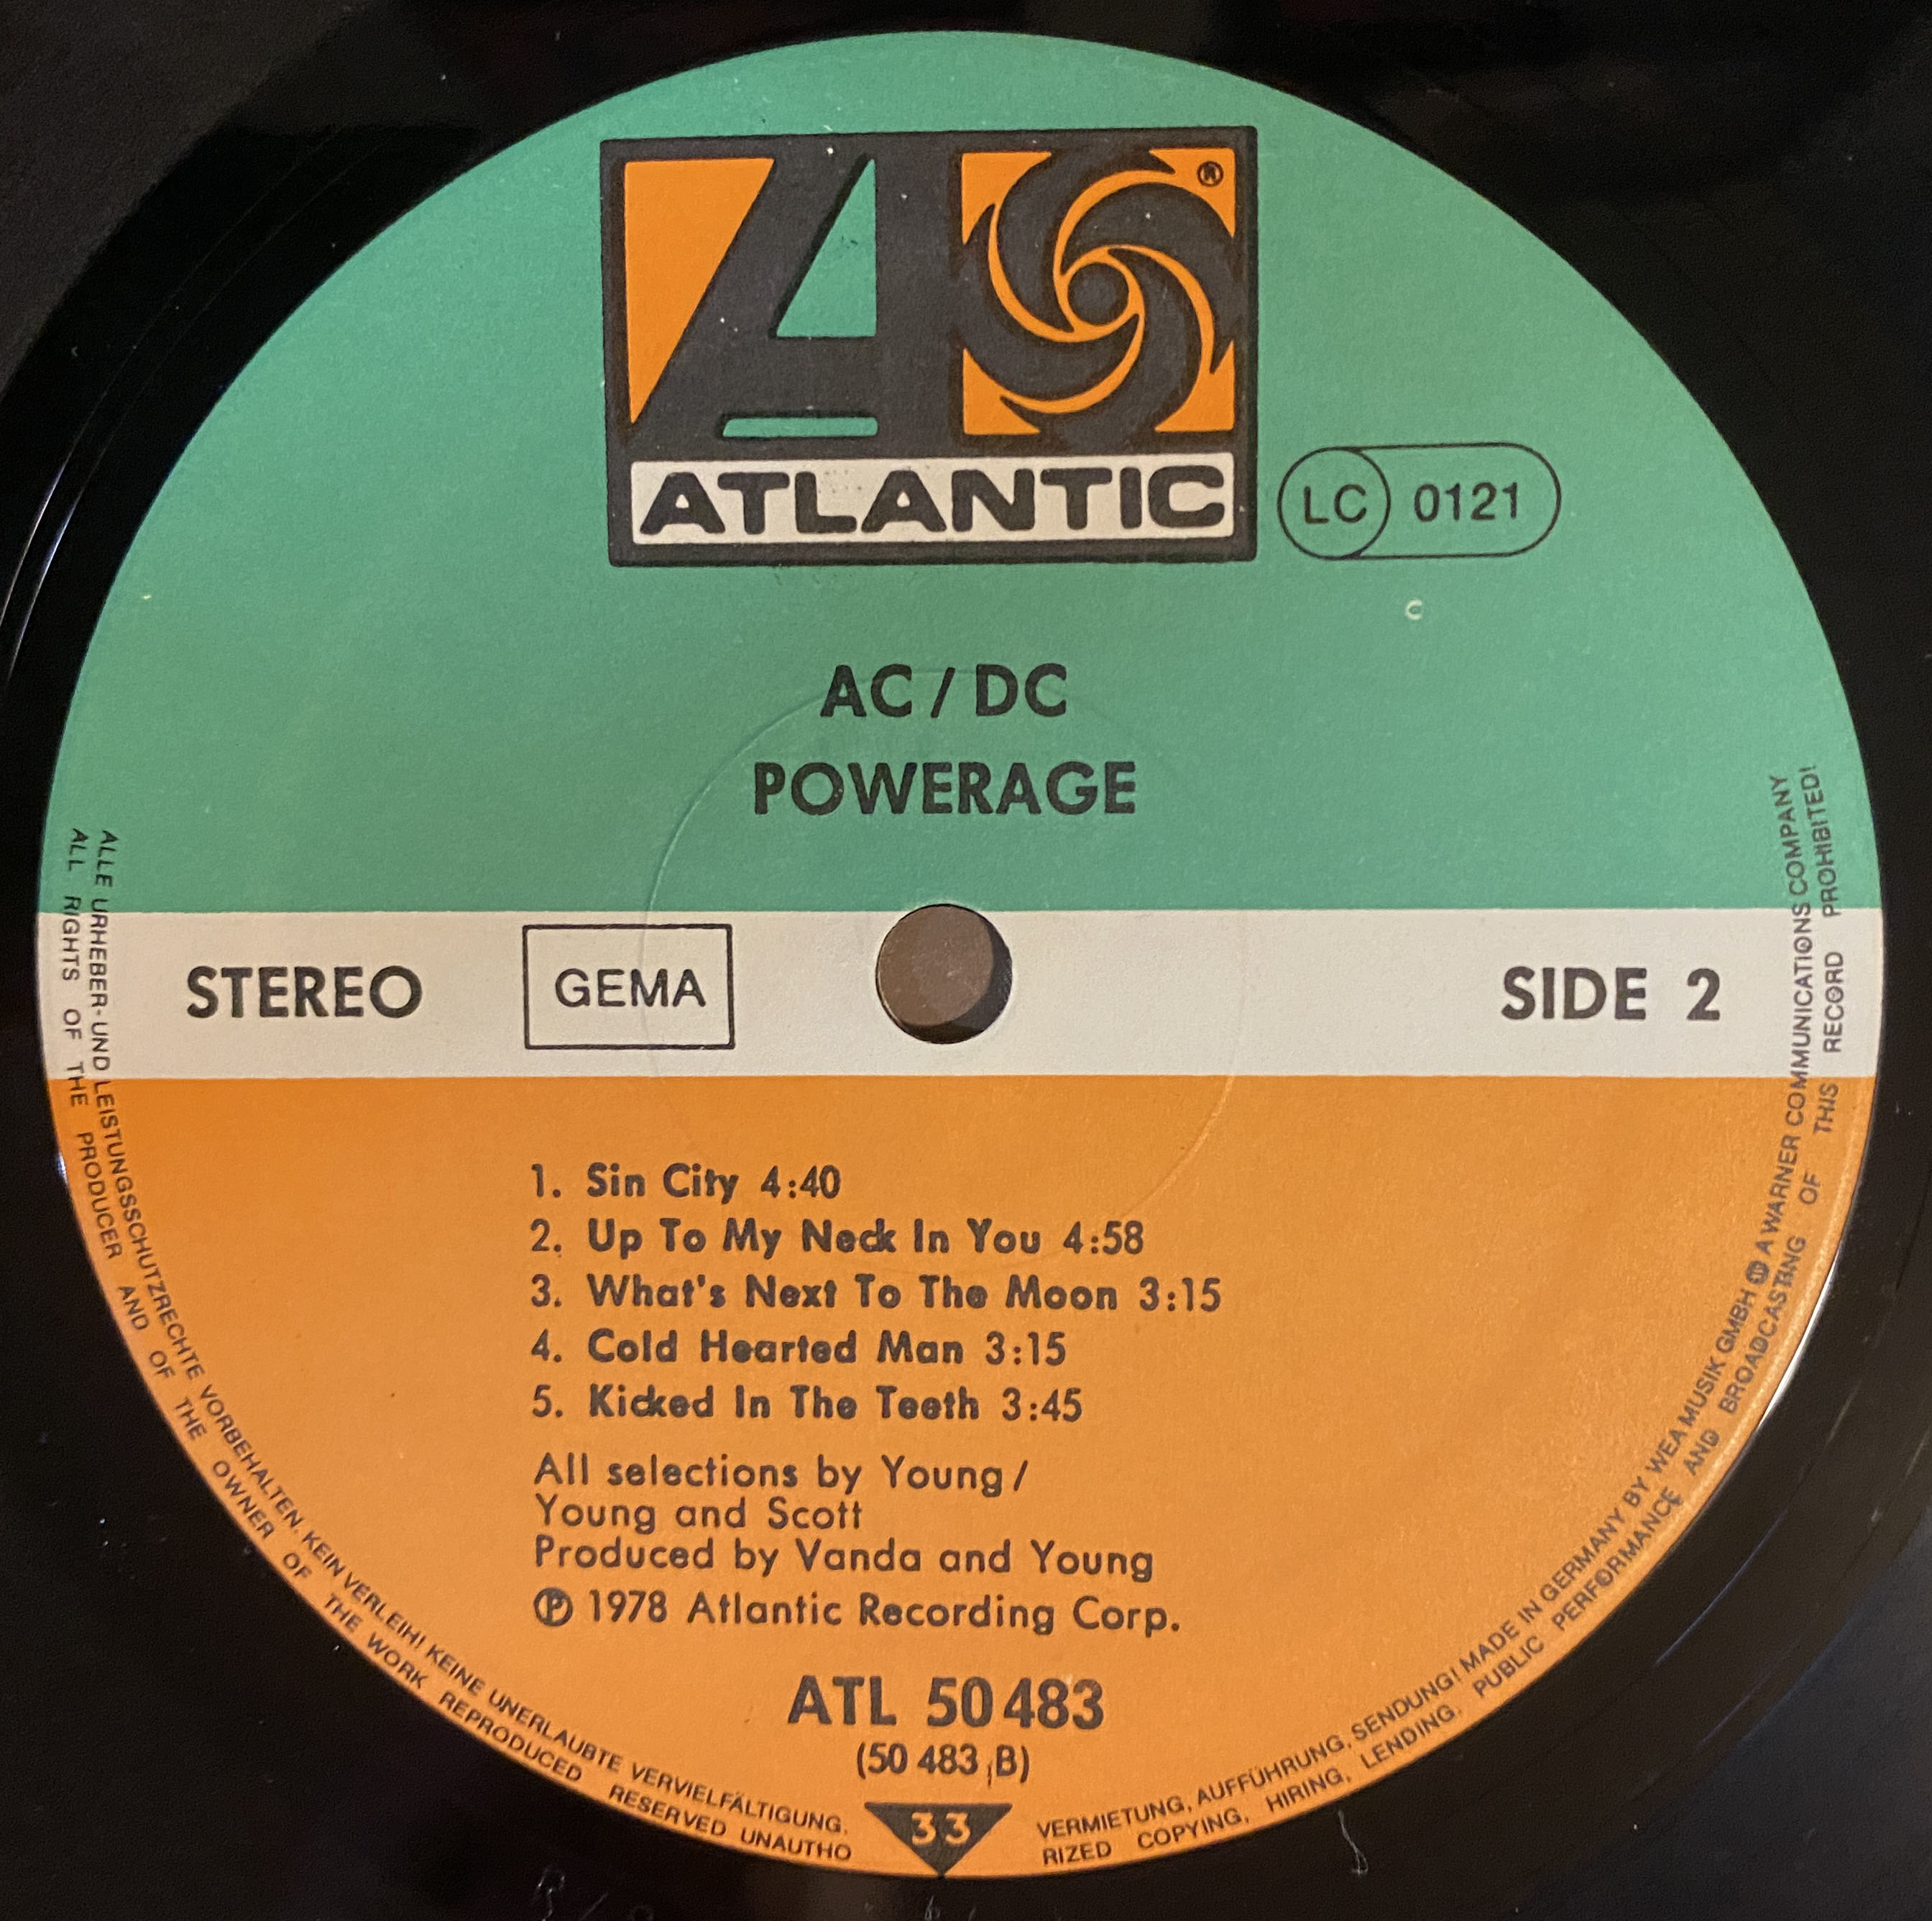 ®
ATLANTIC
LC 0121
AC/DC
POWERAGE
STEREO
GEMA
SIDE 2
1. Sin City 4:40
2. Up To My Neck In You 4:58
3. What's Next To The Moon 3:15
4. Cold Hearted Man 3:15
5. Kicked In The Teeth 3:45
All selections by Young/
Young and Scott
Produced by Vanda and Young
℗ 1978 Atlantic Recording Corp.
ATL 50 483
(50 483 B)
33
ALLE URHEBER- UND LEISTUNGSSCHUTZRECHTE VORBEHALTEN. KEIN VERLEIH! KEINE UNERLAUBTE VERVIELFÄLTIGUNG, VERMIETUNG, AUFFÜHRUNG, SENDUNG! MADE IN GERMANY BY WEA MUSIK GMBH A WARNER COMMUNICATIONS COMPANY
ALL RIGHTS OF THE PRODUCER AND OF THE OWNER OF THE WORK REPRODUCED RESERVED UNAUTHO RIZED COPYING, HIRING, LENDING, PUBLIC PERFORMANCE AND BROADCASTING OF THIS RECORD PROHIBITED!